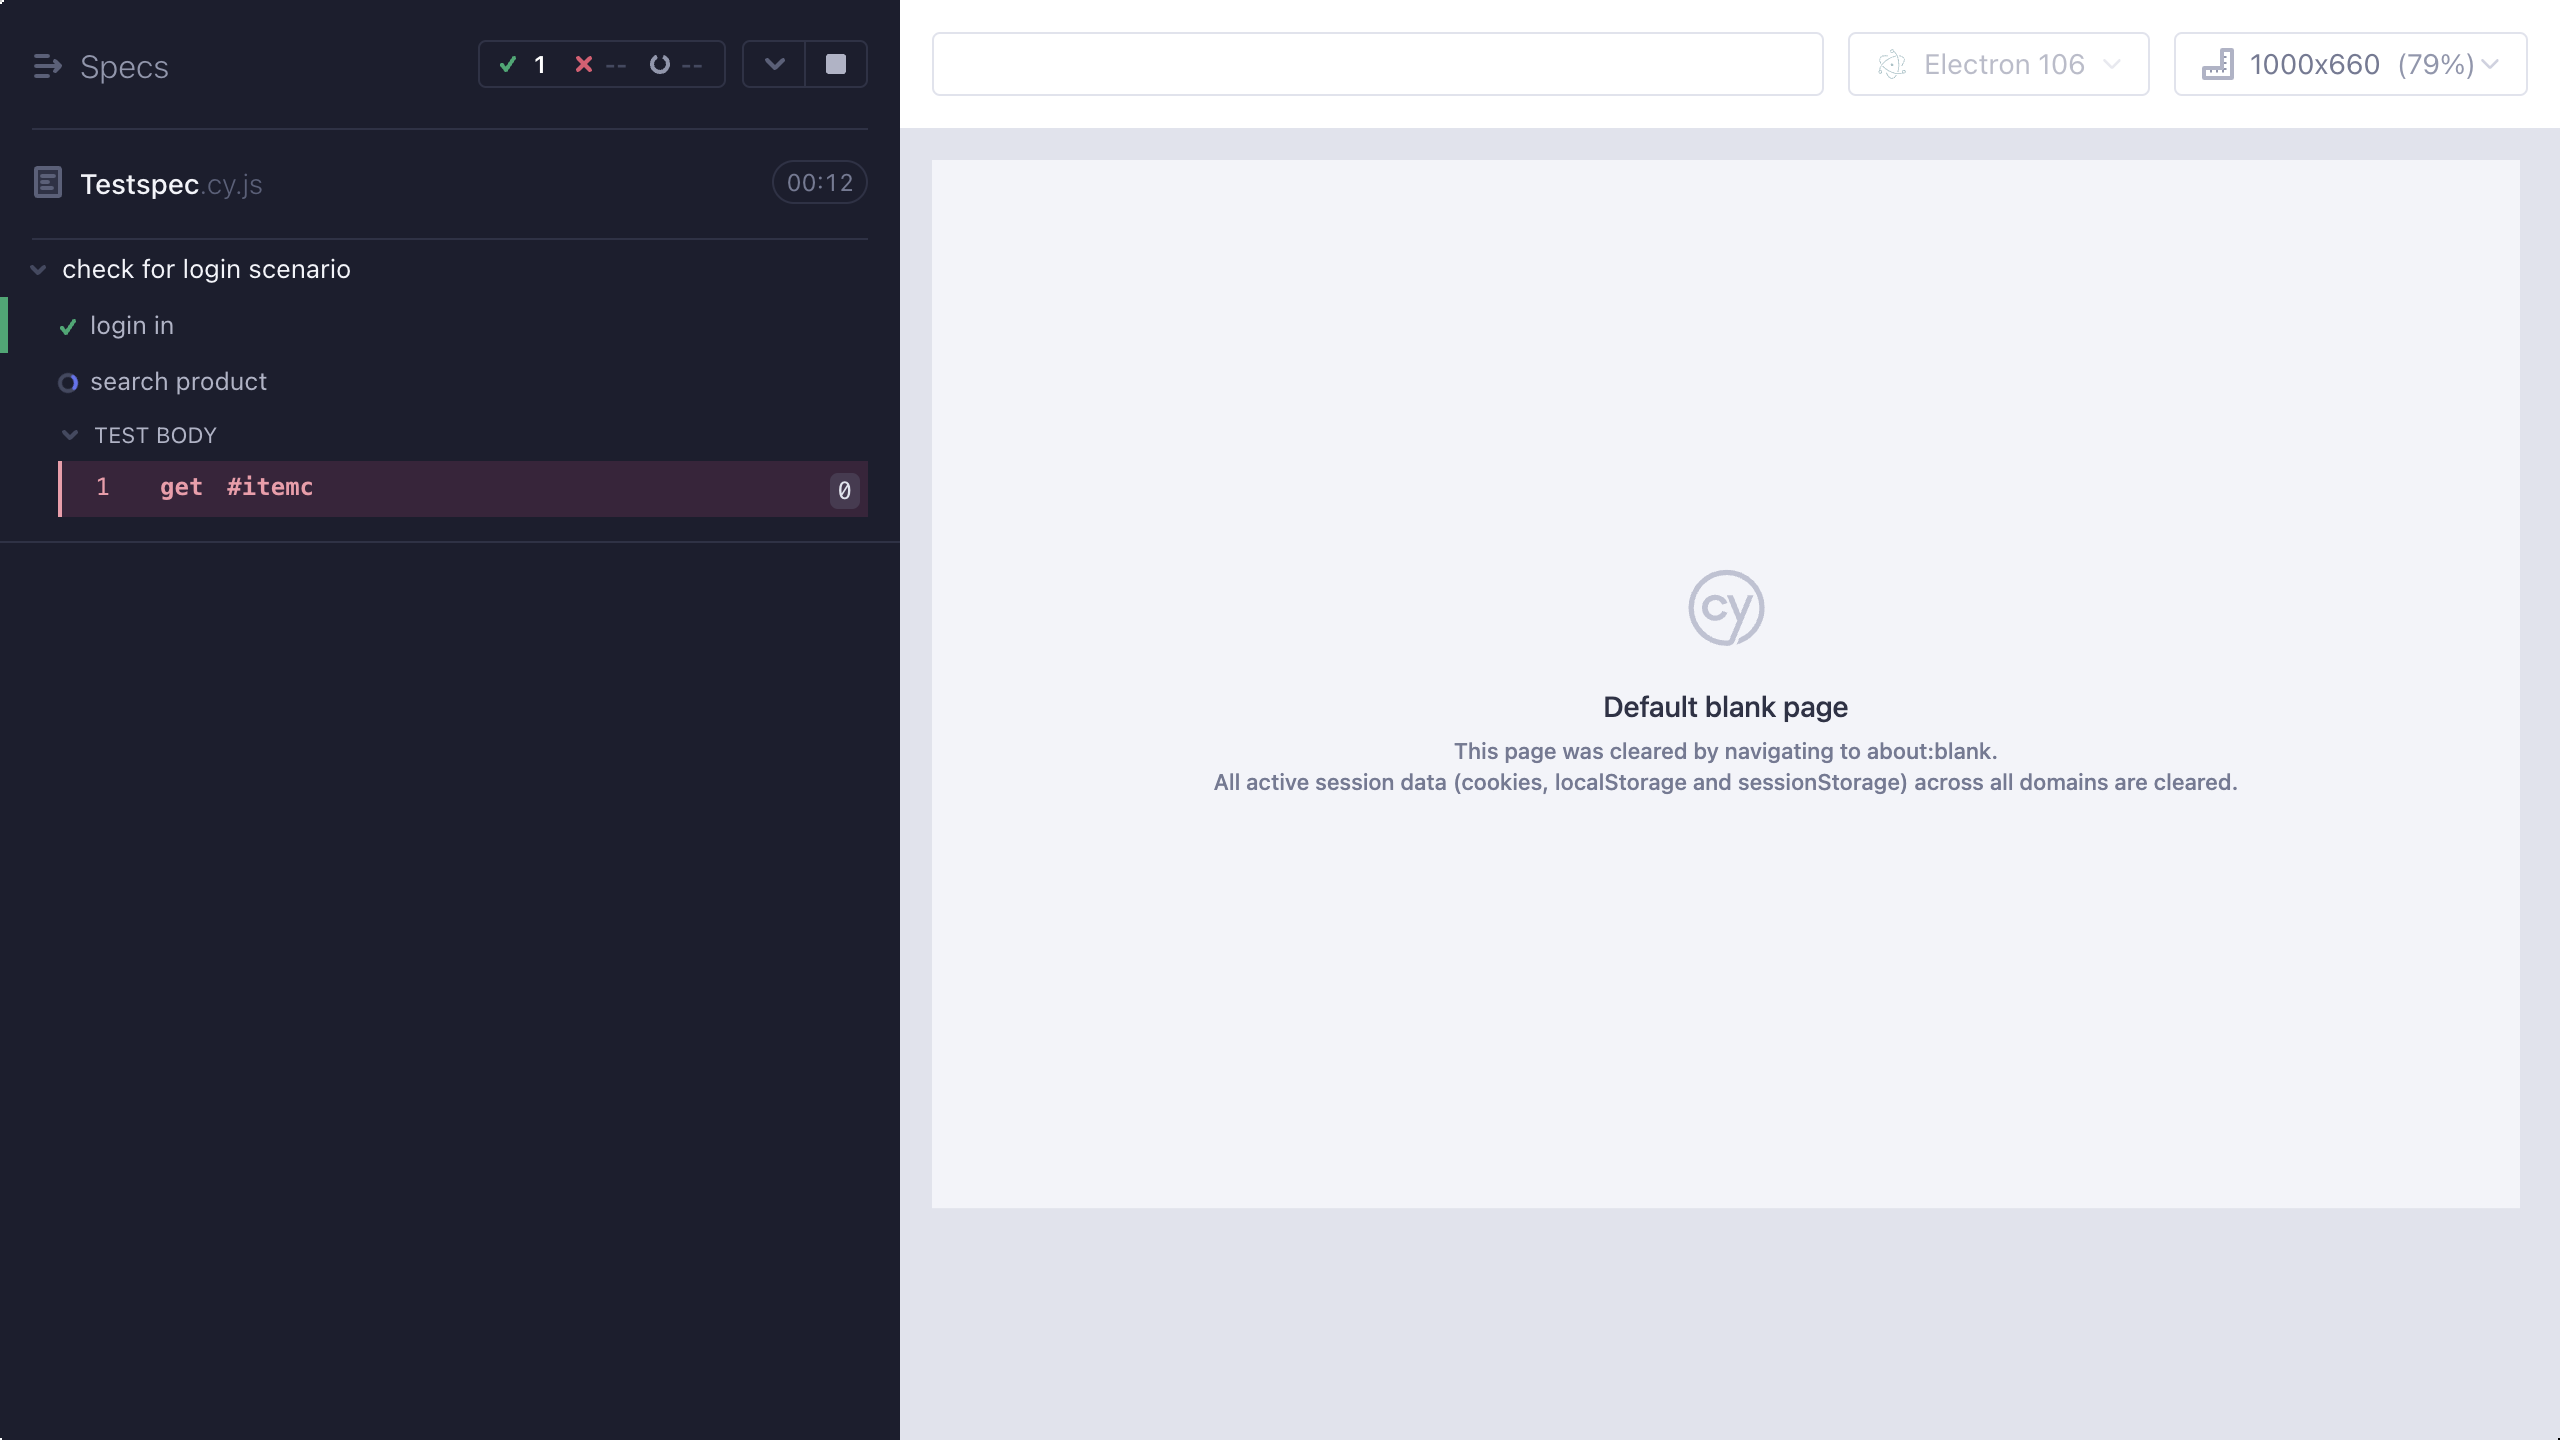 Specs
1
--
--
Testspec.cy.js
00:12
check for login scenario
login in
search product
TEST BODY
1 get #itemc 0
Electron 106
1000x660 (79%)
cy
Default blank page
This page was cleared by navigating to about:blank.
All active session data (cookies, localStorage and sessionStorage) across all domains are cleared.